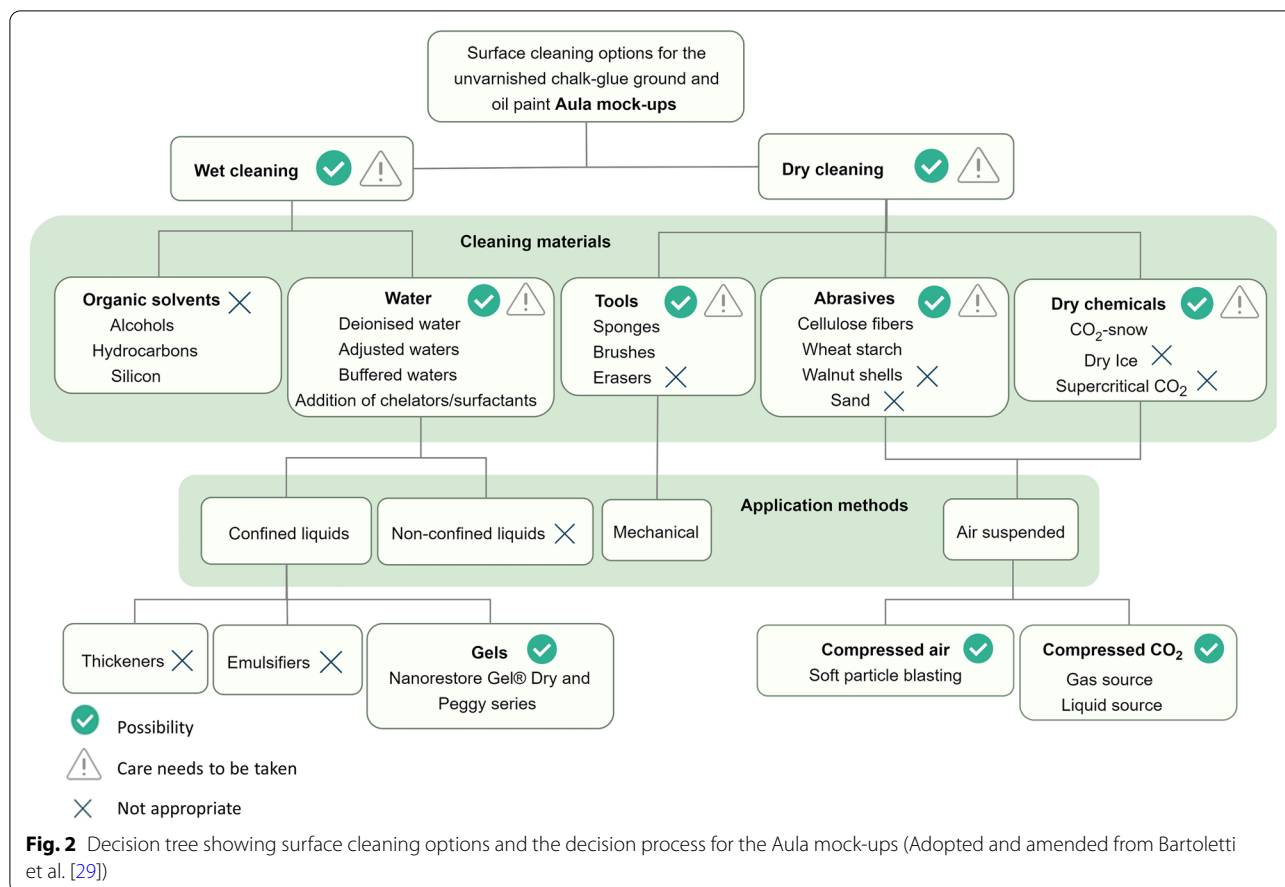 Surface cleaning options for the
unvarnished chalk-glue ground and
oil paint Aula mock-ups
Wet cleaning
Dry cleaning
Cleaning materials
Organic solvents
Alcohols
Hydrocarbons
Silicon
Water
Deionised water
Adjusted waters
Buffered waters
Addition of chelators/surfactants
Tools
Sponges
Brushes
Erasers
Abrasives
Cellulose fibers
Wheat starch
Walnut shells
Sand
Dry chemicals
CO₂-snow
Dry Ice
Supercritical CO₂
Application methods
Confined liquids
Non-confined liquids
Mechanical
Air suspended
Thickeners
Emulsifiers
Gels
Nanorestore Gel® Dry and
Peggy series
Compressed air
Soft particle blasting
Compressed CO₂
Gas source
Liquid source
Possibility
Care needs to be taken
Not appropriate
Fig. 2 Decision tree showing surface cleaning options and the decision process for the Aula mock-ups (Adopted and amended from Bartoletti
et al. [29])